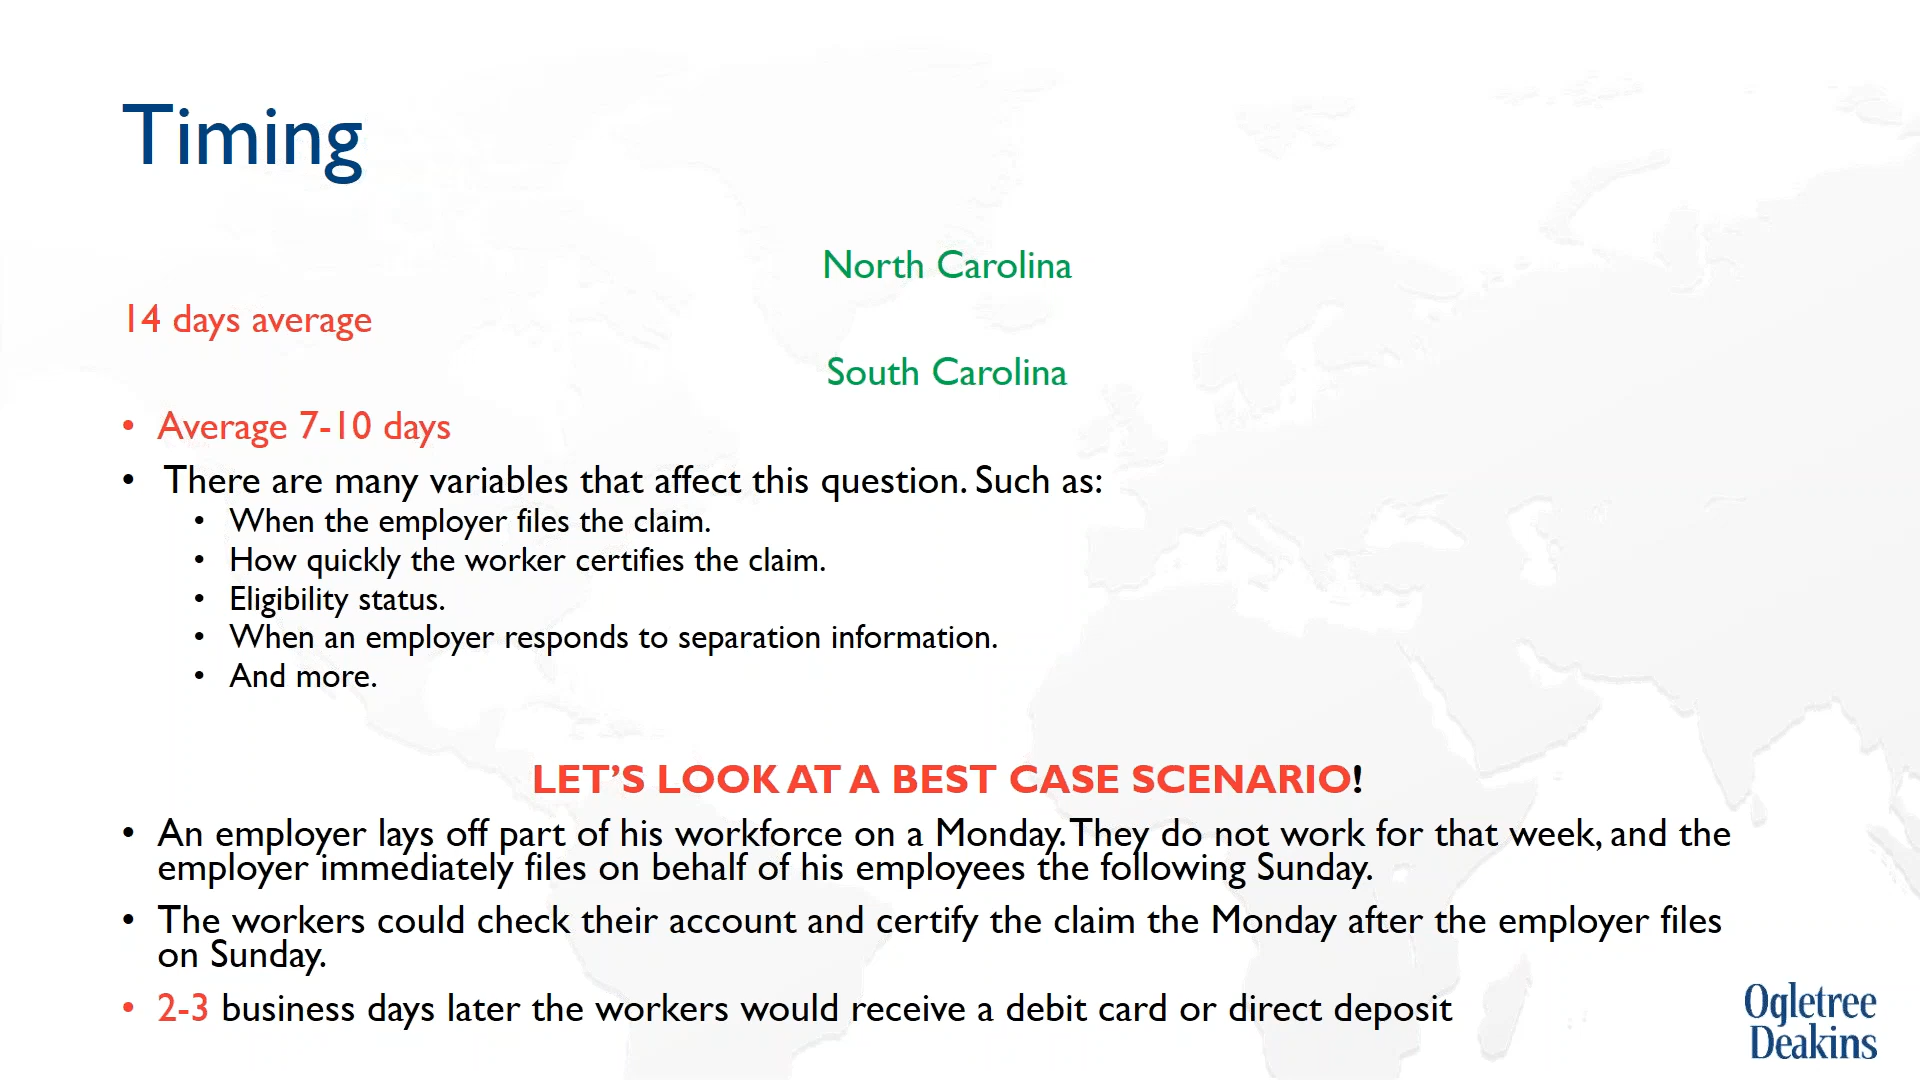 Timing
North Carolina
14 days average
South Carolina
• Average 7-10 days
• There are many variables that affect this question. Such as:
• When the employer files the claim.
• How quickly the worker certifies the claim.
• Eligibility status.
• When an employer responds to separation information.
• And more.
LET’S LOOK AT A BEST CASE SCENARIO!
• An employer lays off part of his workforce on a Monday. They do not work for that week, and the
employer immediately files on behalf of his employees the following Sunday.
• The workers could check their account and certify the claim the Monday after the employer files
on Sunday.
• 2-3 business days later the workers would receive a debit card or direct deposit
Ogletree
Deakins